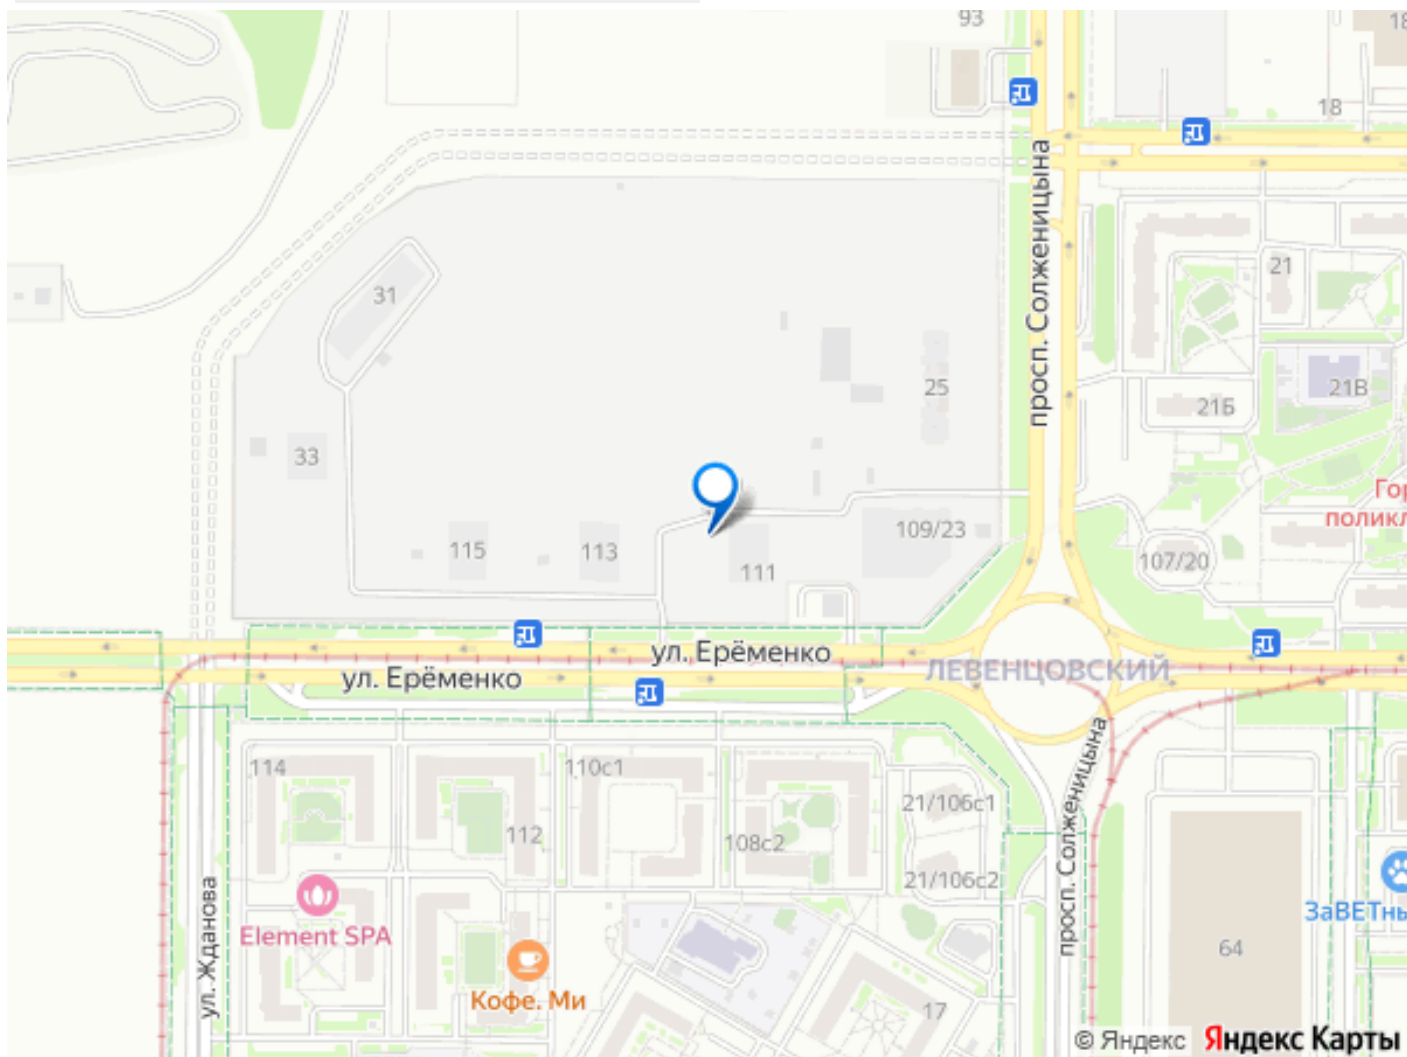 93
18
18
просп. Солженицына
21
31
25
21В
21Б
33
Гор
поликл
109/23
115
113
107/20
111
ул. Ерёменко
ЛЕВЕНЦОВСКИЙ
ул. Ерёменко
просп. Солженицына
114
110с1
21/106с1
112
108с2
21/106с2
ул. Жданова
Element SPA
ЗаВЕТны
64
Кофе. Ми
17
© Яндекс Яндекс Карты